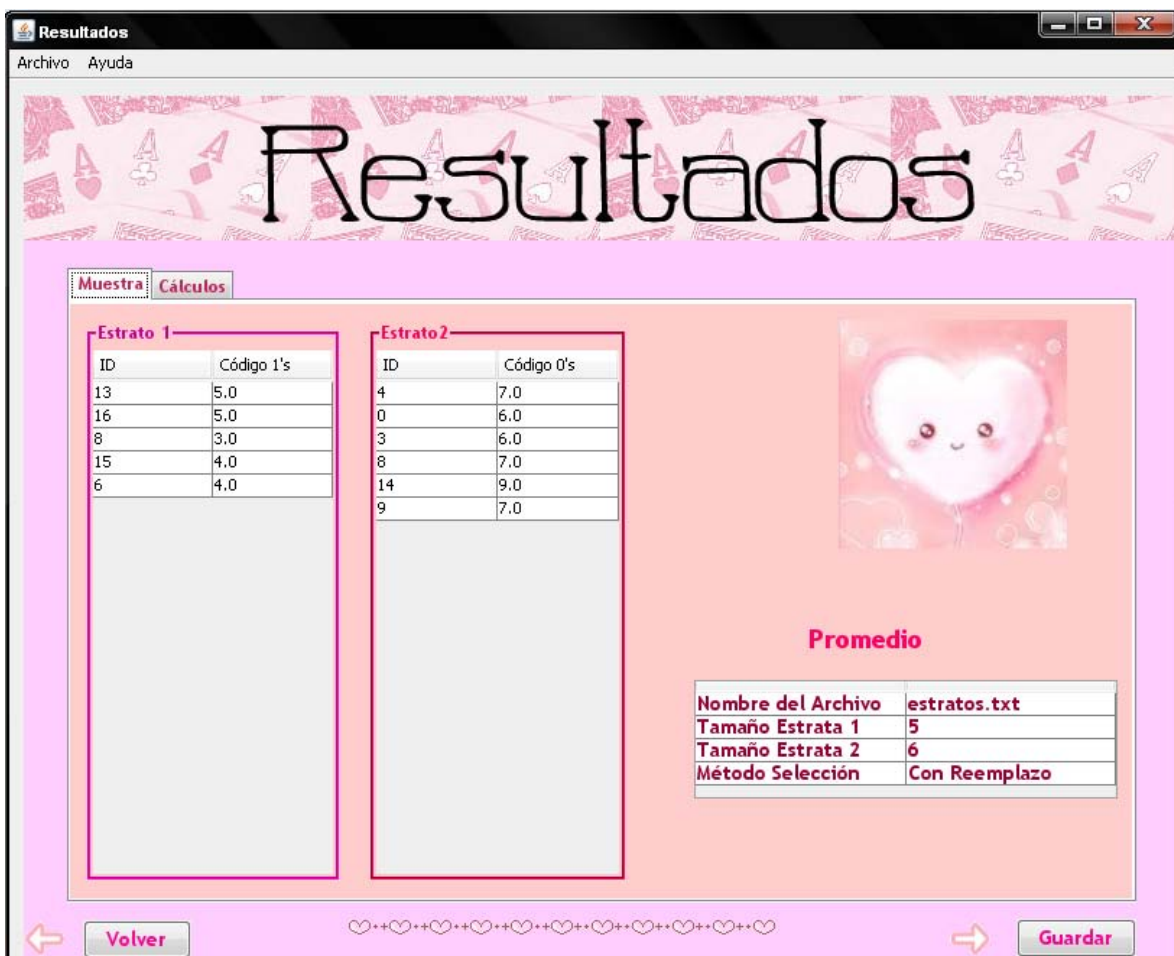 Resultados
Archivo Ayuda
Resultados
Muestra Cálculos
Estrato 1
ID Código 1's
13 5.0
16 5.0
8 3.0
15 4.0
6 4.0
Estrato2
ID Código 0's
4 7.0
0 6.0
3 6.0
8 7.0
14 9.0
9 7.0
Promedio
Nombre del Archivo estratos.txt
Tamaño Estrata 1 5
Tamaño Estrata 2 6
Método Selección Con Reemplazo
Volver
Guardar